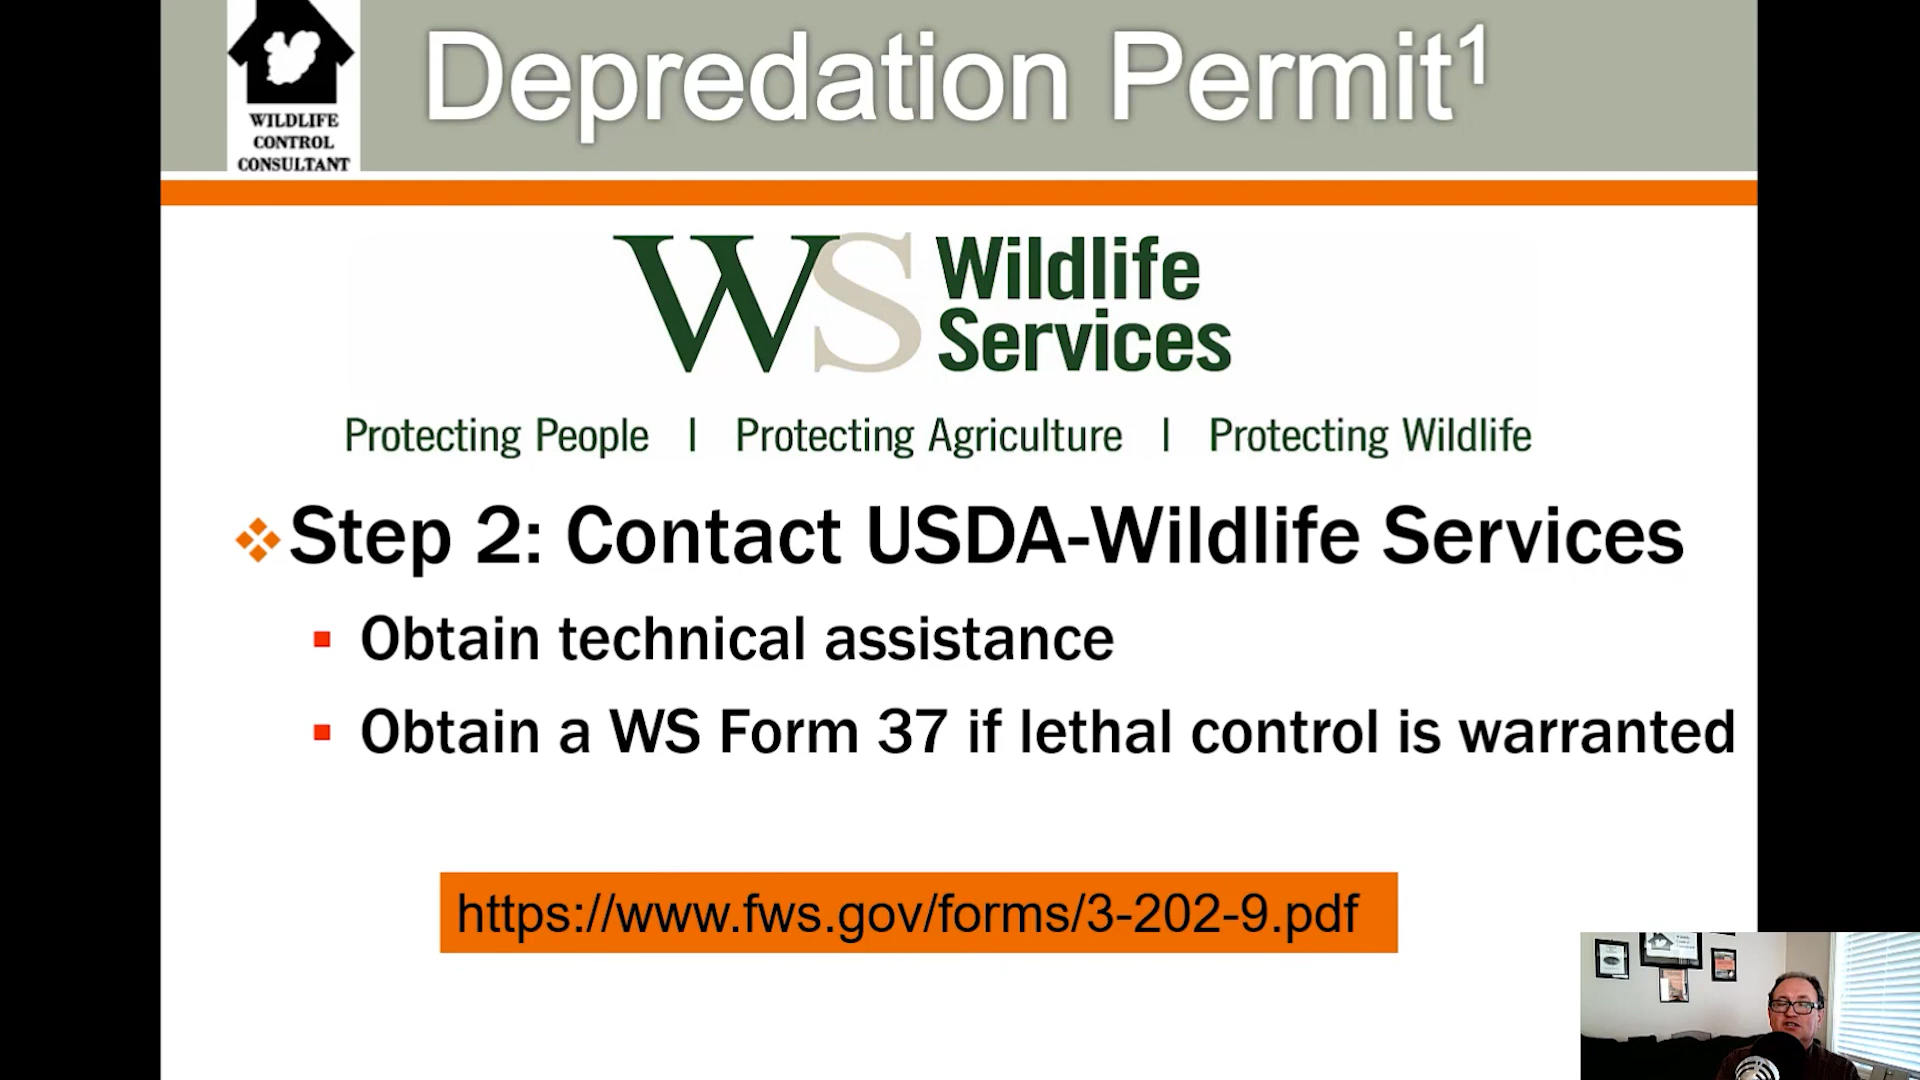 WILDLIFE
CONTROL
CONSULTANT
Depredation Permit¹
WS Wildlife
Services
Protecting People | Protecting Agriculture | Protecting Wildlife
Step 2: Contact USDA-Wildlife Services
Obtain technical assistance
Obtain a WS Form 37 if lethal control is warranted
https://www.fws.gov/forms/3-202-9.pdf